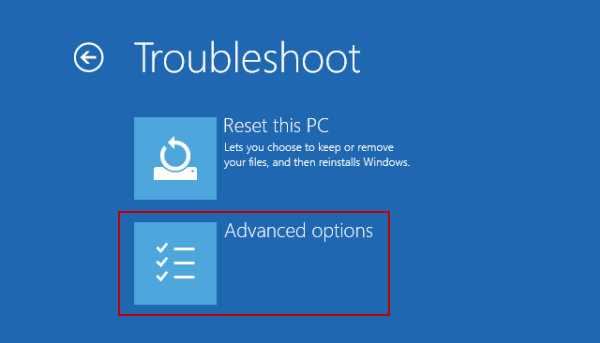 Troubleshoot
Reset this PC
Lets you choose to keep or remove
your files, and then reinstalls Windows.
Advanced options